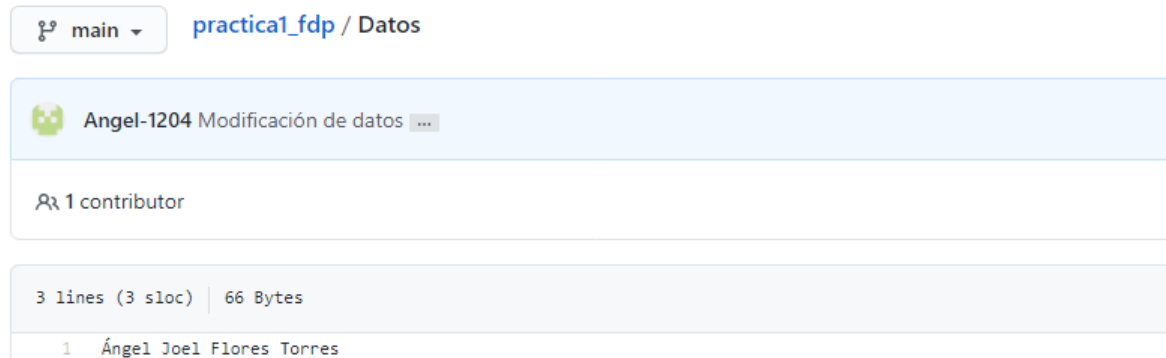 main practica1_fdp / Datos
Angel-1204 Modificación de datos ...
1 contributor
3 lines (3 sloc) 66 Bytes
1 Ángel Joel Flores Torres